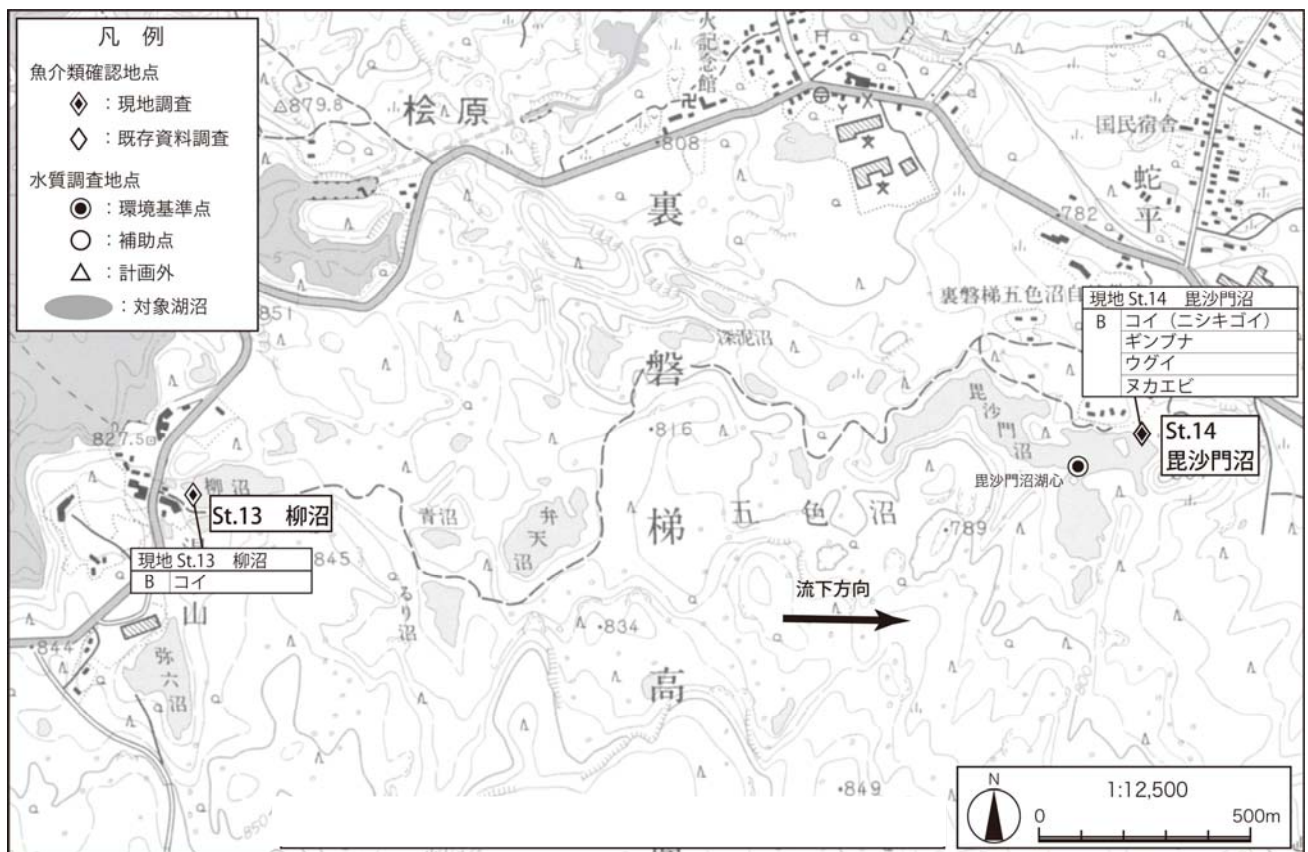 凡 例
魚介類確認地点
：現地調査
：既存資料調査
水質調査地点
：環境基準点
：補助点
：計画外
：対象湖沼
879.8
桧原
火記念館
808
国民宿舎
蛇平
782
裏
851
裏磐梯五色沼自
深泥沼
磐
現地 St.14 毘沙門沼
B コイ（ニシキゴイ）
ギンブナ
ウグイ
ヌカエビ
St.14
毘沙門沼
毘沙門沼
毘沙門沼湖心
827.5
柳沼
St.13 柳沼
現地 St.13 柳沼
B コイ
816
青沼
弁天沼
梯
五色沼
789
845
るり沼
山
流下方向
834
844
弥六沼
高
849
850
N
1:12,500
0 500m